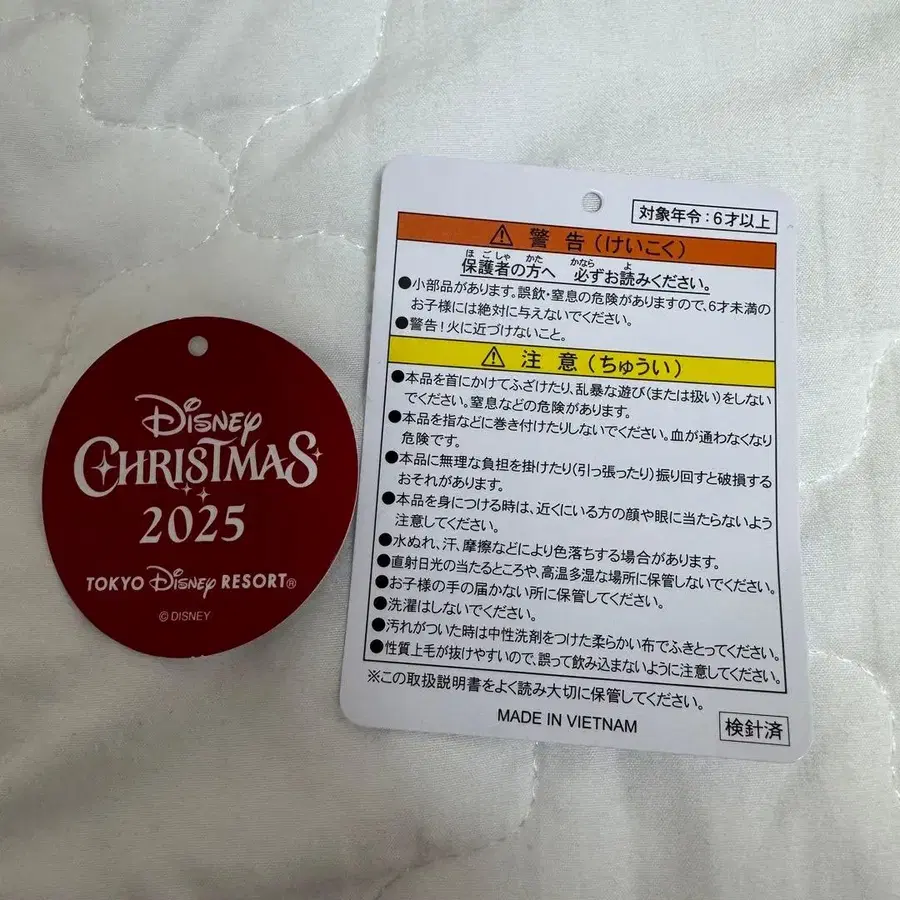 DISNEY
CHRISTMAS
2025
TOKYO Disney RESORT®
© DISNEY
対象年令：6才以上
⚠ 警告（けいこく）
ほごしゃ かた かなら よ
保護者の方へ 必ずお読みください。
●小部品があります。誤飲・窒息の危険がありますので、6才未満の
お子様には絶対に与えないでください。
●警告！火に近づけないこと。
⚠ 注意（ちゅうい）
●本品を首にかけてふざけたり、乱暴な遊び（または扱い）をしない
でください。窒息などの危険があります。
●本品を指などに巻き付けたりしないでください。血が通わなくなり
危険です。
●本品に無理な負担を掛けたり（引っ張ったり）振り回すと破損する
おそれがあります。
●本品を身につける時は、近くにいる方の顔や眼に当たらないよう
注意してください。
●水ぬれ、汗、摩擦などにより色落ちする場合があります。
●直射日光の当たるところや、高温多湿な場所に保管しないでください。
●お子様の手の届かない所に保管してください。
●洗濯はしないでください。
●汚れがついた時は中性洗剤をつけた柔らかい布でふきとってください。
●性質上毛が抜けやすいので、誤って飲み込まないように注意してください。
※この取扱説明書をよく読み大切に保管してください。
MADE IN VIETNAM
検針済